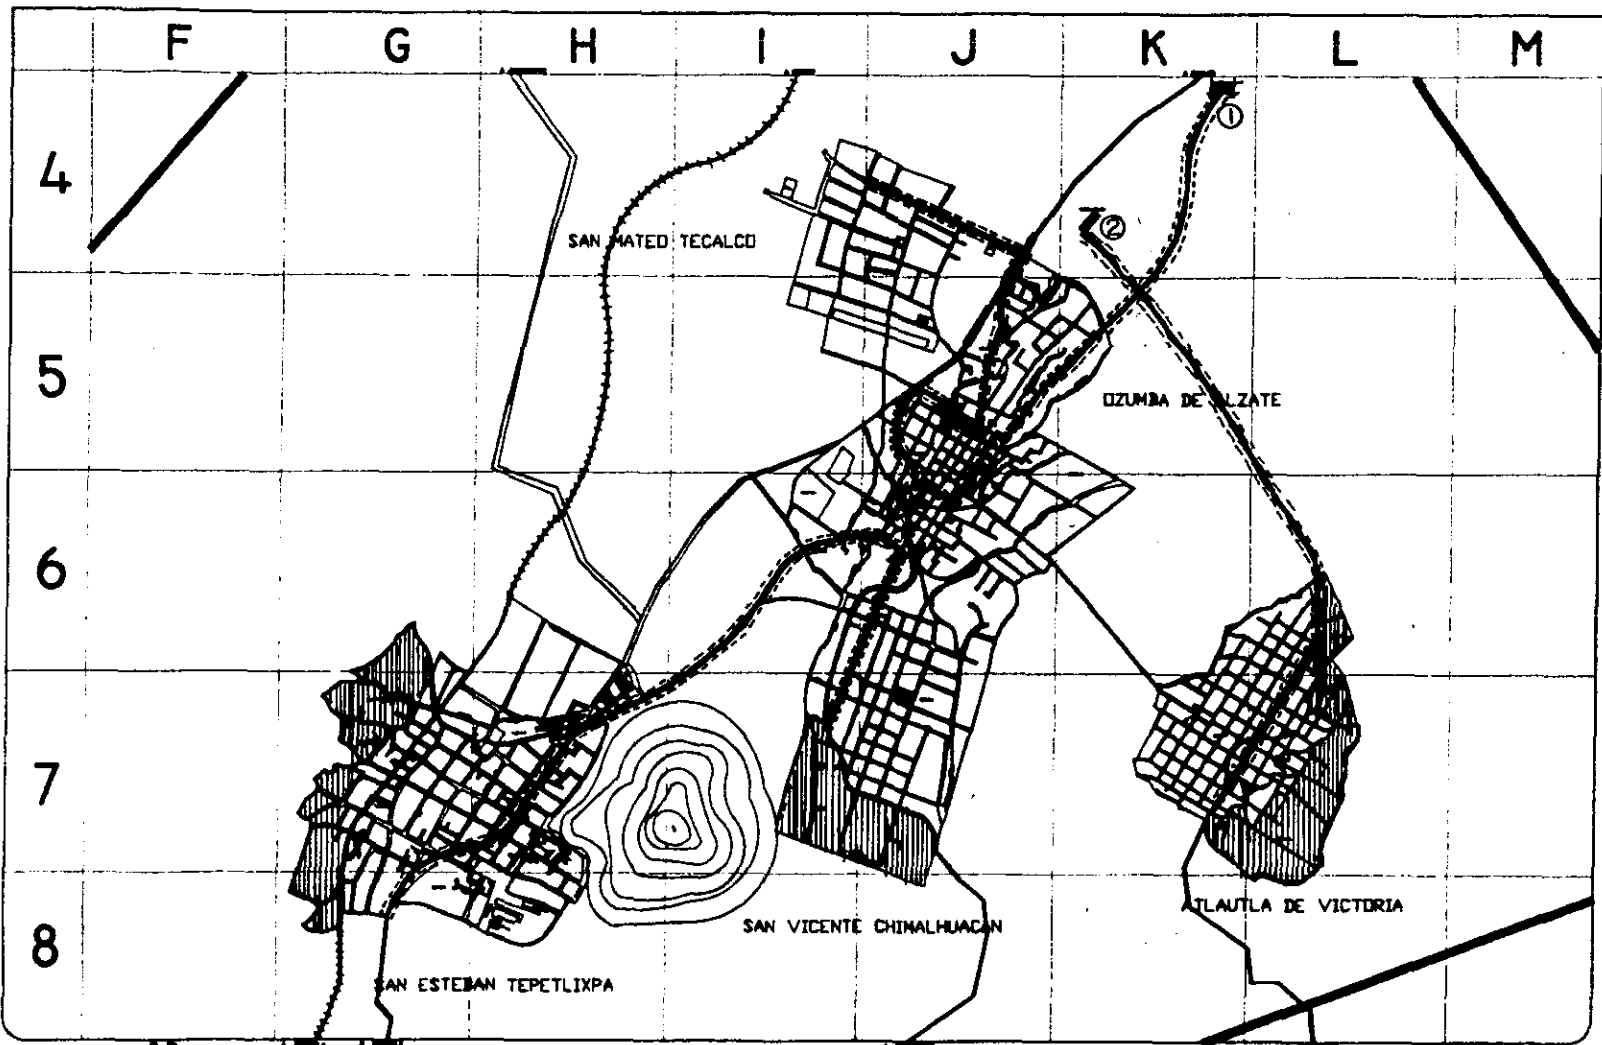 F G H I J K L M
4
①
②
SAN MATEO TECALCO
5
OZUMBA DE ALZATE
6
7
ATLAUTLA DE VICTORIA
SAN VICENTE CHIMALHUACAN
8
SAN ESTEBAN TEPETLIXPA